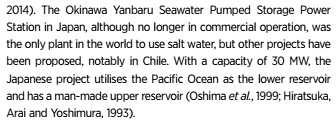 2014). The Okinawa Yanbaru Seawater Pumped Storage Power
Station in Japan, although no longer in commercial operation, was
the only plant in the world to use salt water, but other projects have
been proposed, notably in Chile. With a capacity of 30 MW, the
Japanese project utilises the Pacific Ocean as the lower reservoir
and has a man-made upper reservoir (Oshima et al., 1999; Hiratsuka,
Arai and Yoshimura, 1993).